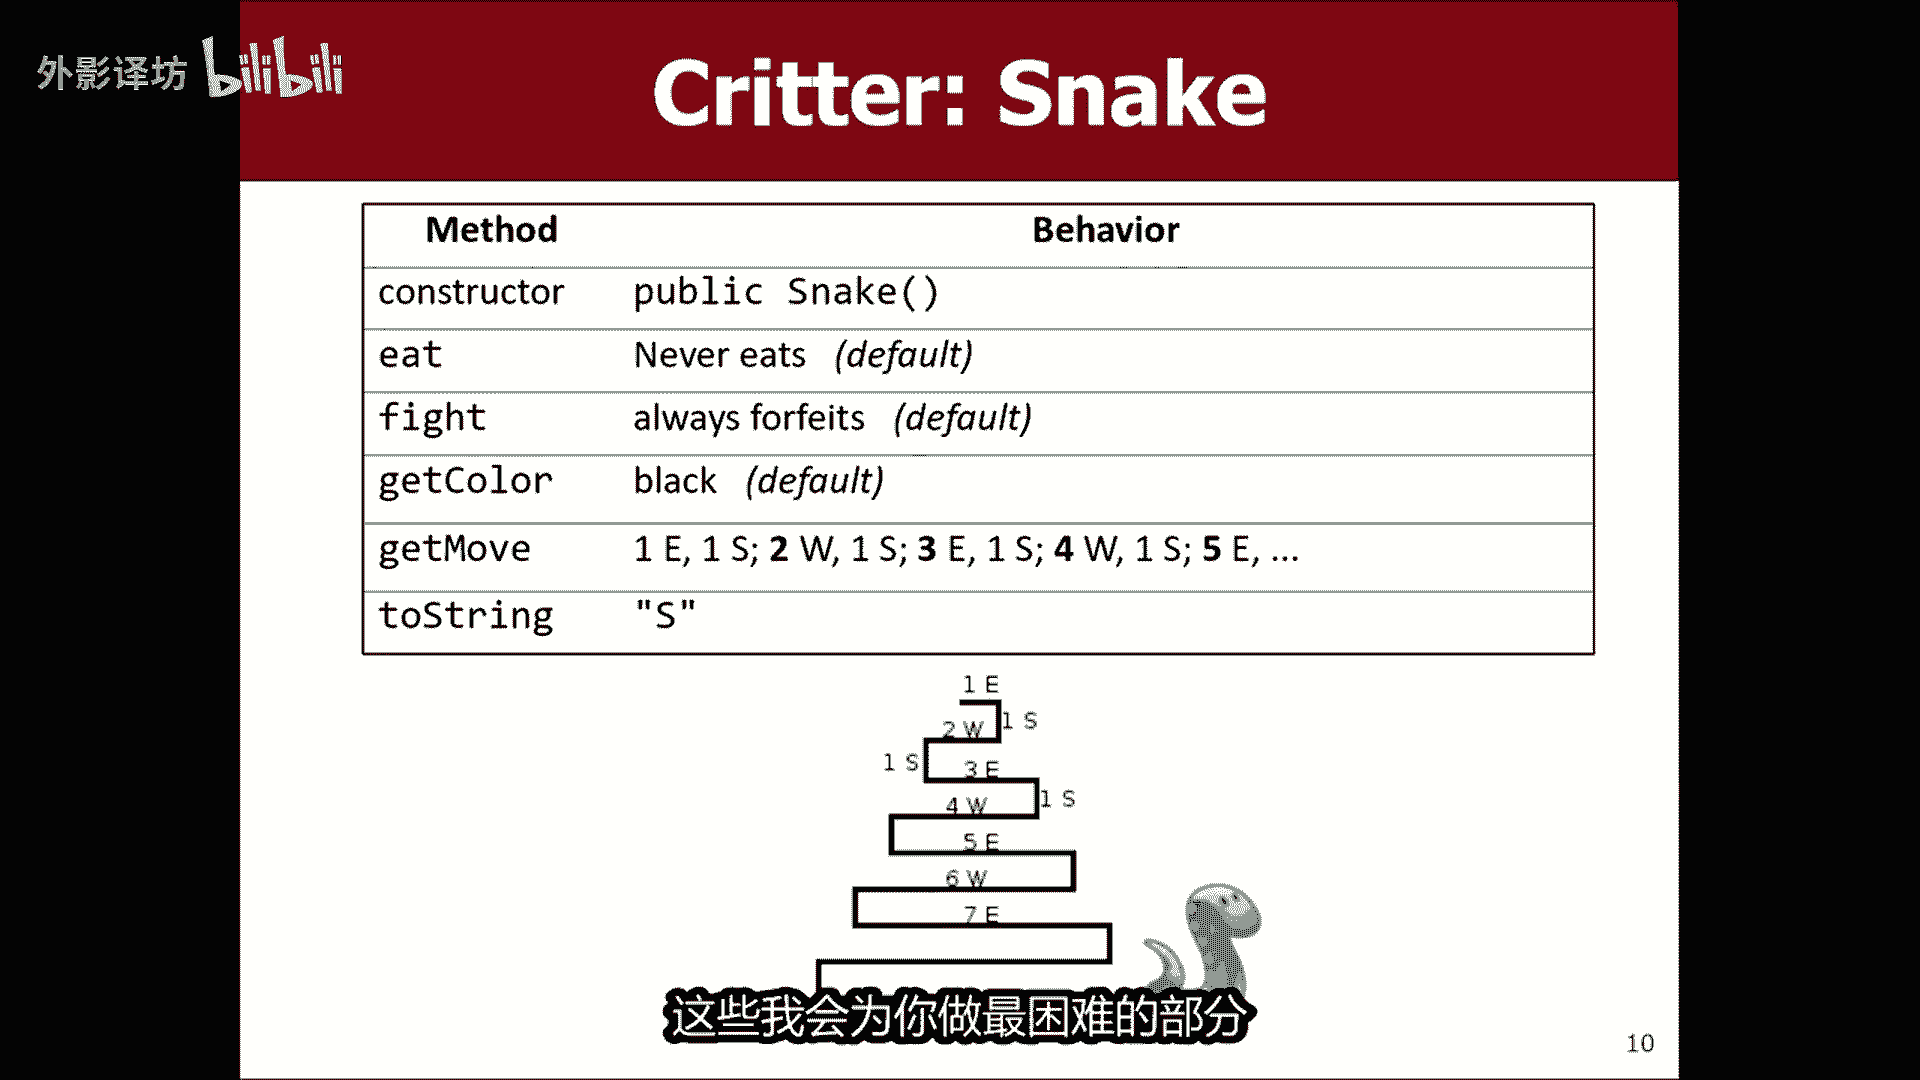 外影译坊 bilibili
Critter: Snake
Method Behavior
constructor public Snake()
eat Never eats (default)
fight always forfeits (default)
getColor black (default)
getMove 1 E, 1 S; 2 W, 1 S; 3 E, 1 S; 4 W, 1 S; 5 E, ...
toString "S"
1 E
1 S
2 W
1 S
3 E
1 S
4 W
5 E
6 W
7 E
这些我会为你做最困难的部分
10